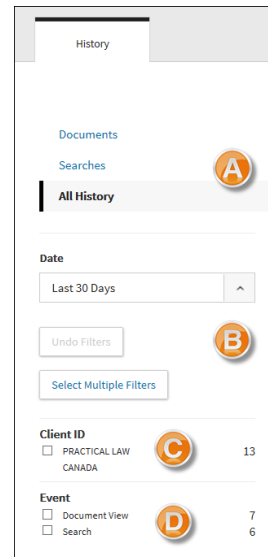 History
Documents
Searches
A
All History
Date
Last 30 Days
Undo Filters
B
Select Multiple Filters
Client ID
PRACTICAL LAW C 13
CANADA
Event
Document View 7
D
Search 6